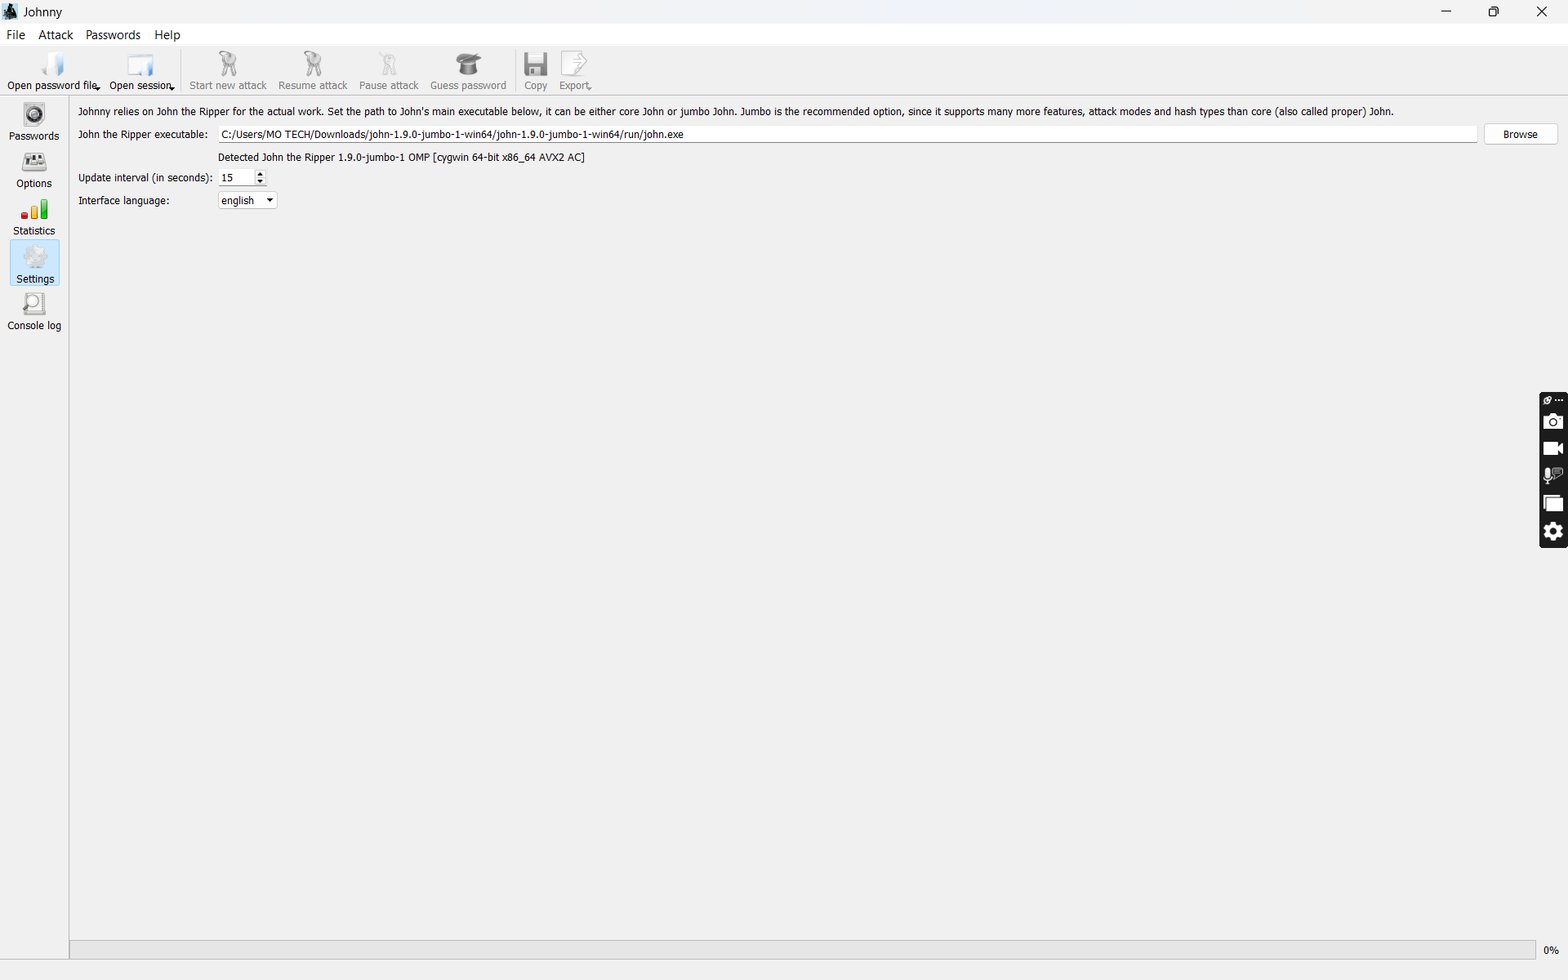 Johnny
File Attack Passwords Help
Open password file Open session Start new attack Resume attack Pause attack Guess password Copy Export
Passwords
Options
Statistics
Settings
Console log
Johnny relies on John the Ripper for the actual work. Set the path to John's main executable below, it can be either core John or jumbo John. Jumbo is the recommended option, since it supports many more features, attack modes and hash types than core (also called proper) John.
John the Ripper executable: C:/Users/MO TECH/Downloads/john-1.9.0-jumbo-1-win64/john-1.9.0-jumbo-1-win64/run/john.exe Browse
Detected John the Ripper 1.9.0-jumbo-1 OMP [cygwin 64-bit x86_64 AVX2 AC]
Update interval (in seconds): 15
Interface language: english
0%